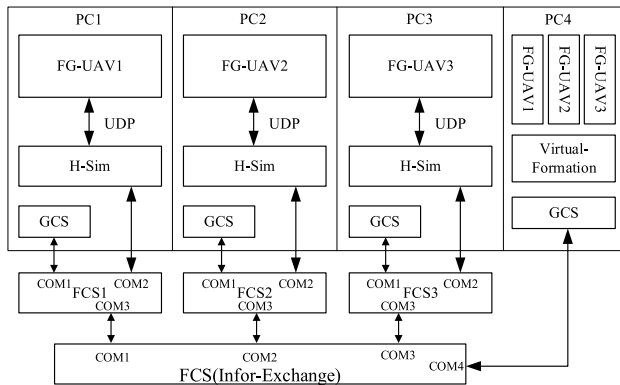 PC1
PC2
PC3
PC4
FG-UAV1
FG-UAV2
FG-UAV3
FG-UAV1
FG-UAV2
FG-UAV3
UDP
UDP
UDP
H-Sim
H-Sim
H-Sim
Virtual-
Formation
GCS
GCS
GCS
GCS
COM1
COM2
COM1
COM2
COM1
COM2
FCS1
FCS2
FCS3
COM3
COM3
COM3
COM1
COM2
COM3
COM4
FCS(Infor-Exchange)